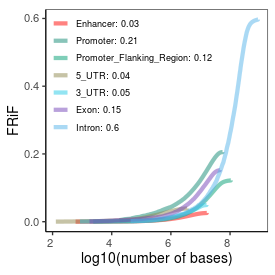 0.6
0.4
0.2
0.0
FRiF
Enhancer: 0.03
Promoter: 0.21
Promoter_Flanking_Region: 0.12
5_UTR: 0.04
3_UTR: 0.05
Exon: 0.15
Intron: 0.6
2 4 6 8
log10(number of bases)